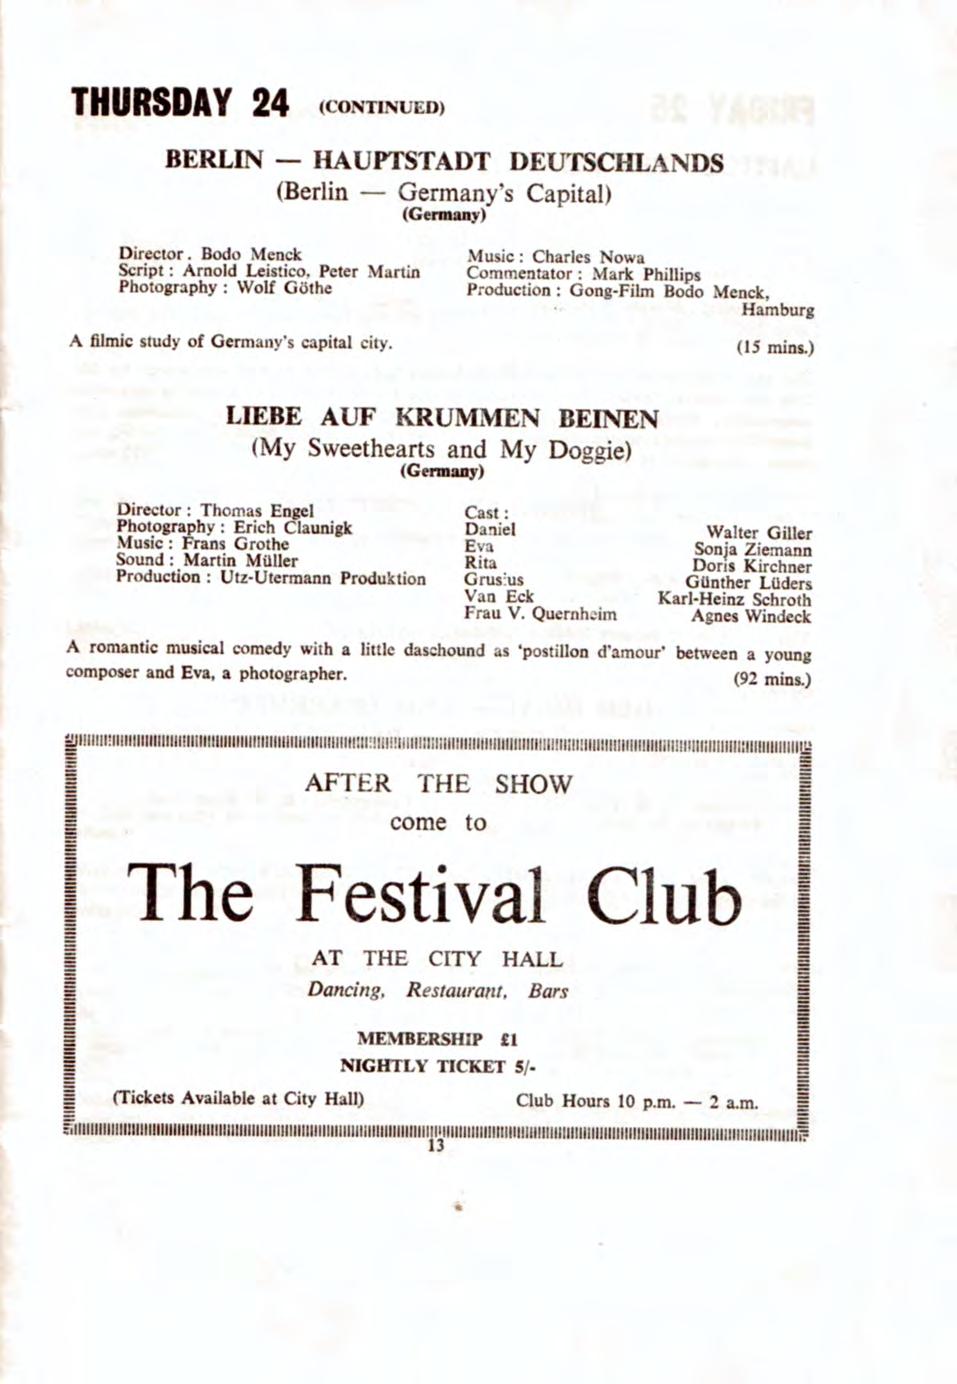 THURSDAY 24 (CONTINUED)
BERLIN — HAUPTSTADT DEUTSCHLANDS
(Berlin — Germany's Capital)
(Germany)
Director. Bodo Menck
Script : Arnold Leistico, Peter Martin
Photography : Wolf Göthe
Music : Charles Nowa
Commentator : Mark Phillips
Production : Gong-Film Bodo Menck,
Hamburg
A filmic study of Germany's capital city. (15 mins.)
LIEBE AUF KRUMMEN BEINEN
(My Sweethearts and My Doggie)
(Germany)
Director : Thomas Engel
Photography : Erich Claunigk
Music : Frans Grothe
Sound : Martin Müller
Production : Utz-Utermann Produktion
Cast :
Daniel Walter Giller
Eva Sonja Ziemann
Rita Doris Kirchner
Grusius Günther Lüders
Van Eck Karl-Heinz Schroth
Frau V. Quernheim Agnes Windeck
A romantic musical comedy with a little daschound as 'postillon d'amour' between a young
composer and Eva, a photographer. (92 mins.)
AFTER THE SHOW
come to
The Festival Club
AT THE CITY HALL
Dancing, Restaurant, Bars
MEMBERSHIP £1
NIGHTLY TICKET 5/-
(Tickets Available at City Hall) Club Hours 10 p.m. — 2 a.m.
13